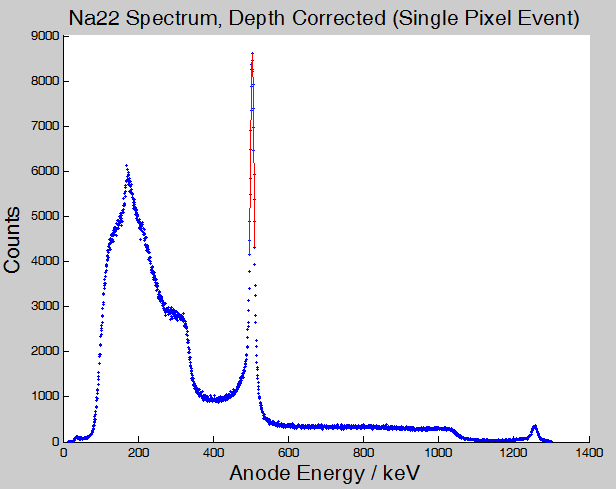 Na22 Spectrum, Depth Corrected (Single Pixel Event)
9000
8000
7000
6000
5000
4000
3000
2000
1000
0
Counts
0 200 400 600 800 1000 1200 1400
Anode Energy / keV